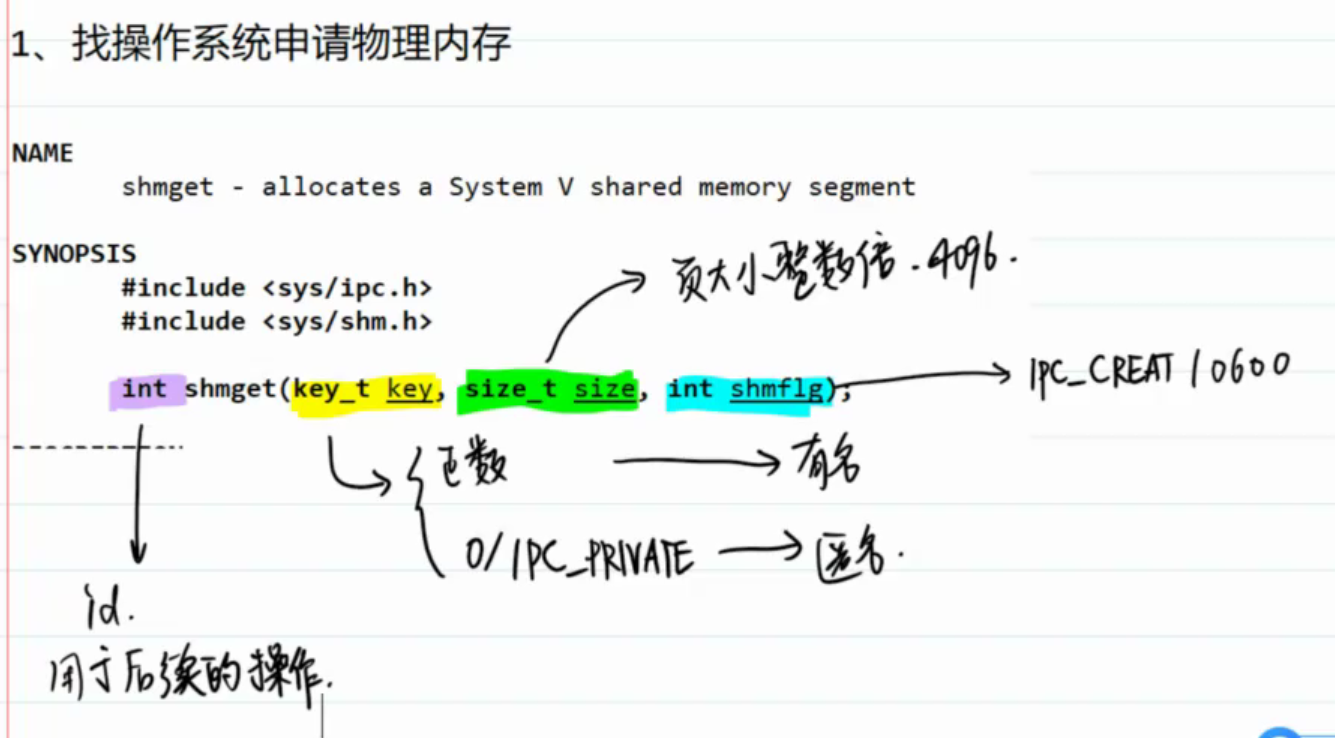 1、找操作系统申请物理内存
NAME
shmget - allocates a System V shared memory segment
SYNOPSIS
#include <sys/ipc.h>
#include <sys/shm.h>
页大小整数倍.4096.
int shmget(key_t key, size_t size, int shmflg);
IPC_CREAT / 0600
正数 有名
0/IPC_PRIVATE 匿名.
id.
用于后续的操作.